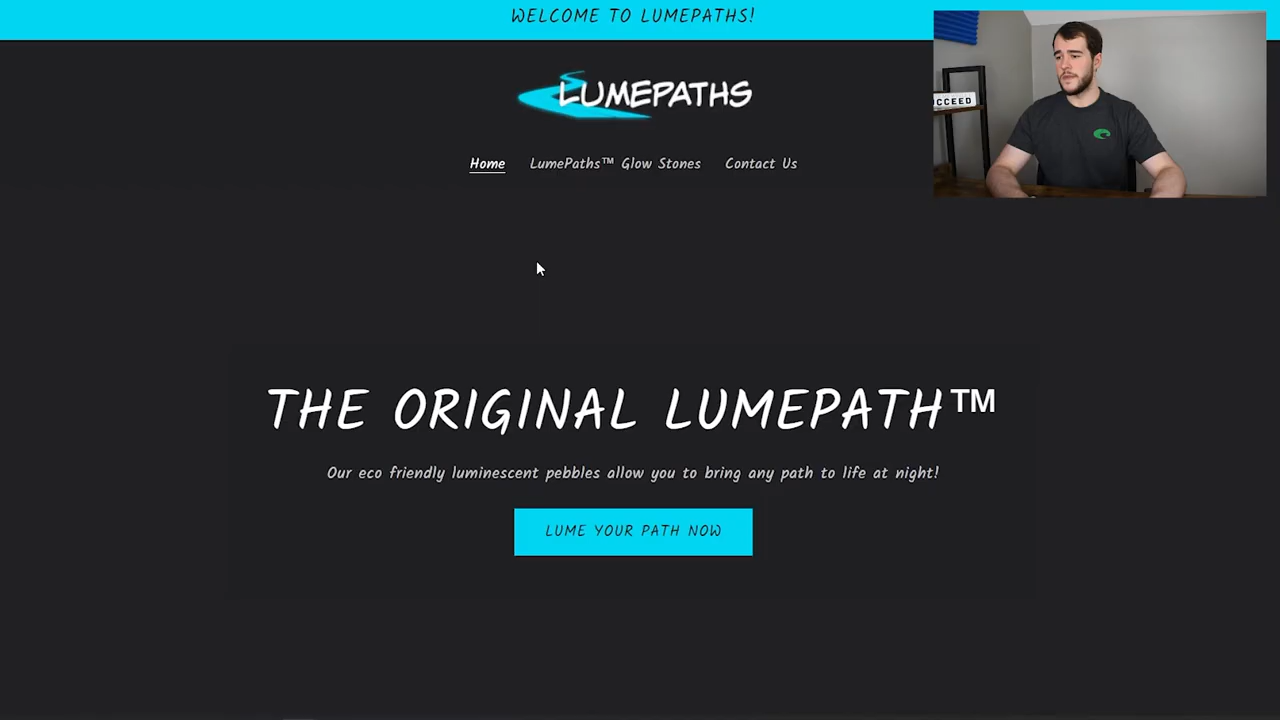 WELCOME TO LUMEPATHS!
LUMEPATHS
Home LumePaths™ Glow Stones Contact Us
CCEED
THE ORIGINAL LUMEPATH™
Our eco friendly luminescent pebbles allow you to bring any path to life at night!
LUME YOUR PATH NOW